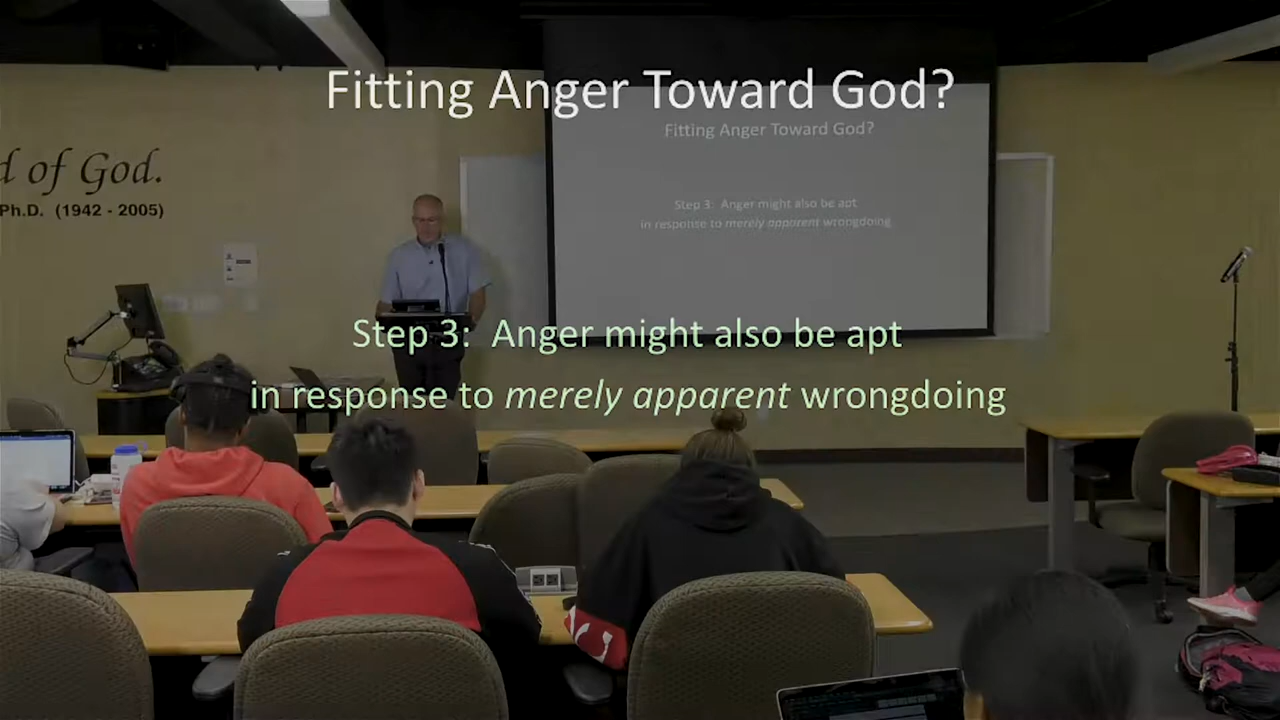 Fitting Anger Toward God?
Fitting Anger Toward God?
d of God.
Ph.D. (1942 - 2005)
Step 3: Anger might also be apt
in response to merely apparent wrongdoing
Step 3: Anger might also be apt
in response to merely apparent wrongdoing